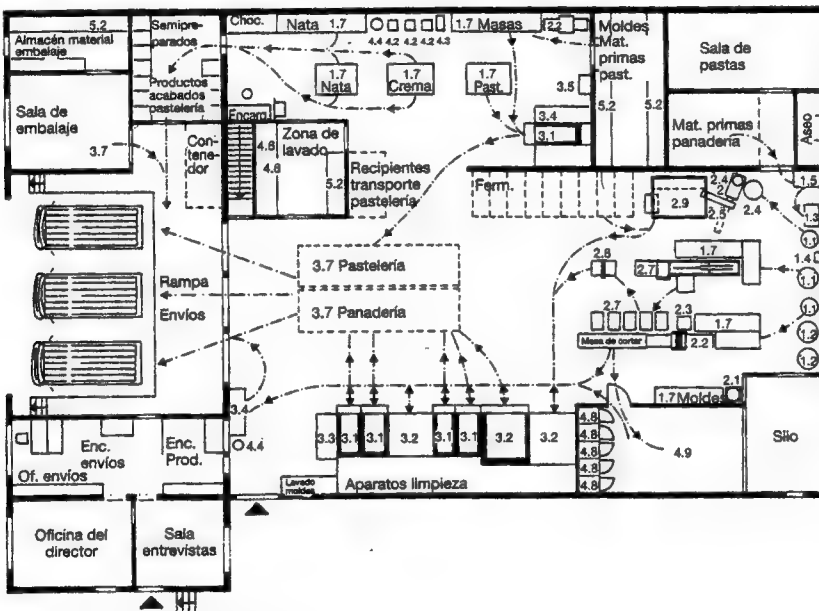 5.2
Almacén material
embalaje
Semipre-
parados
Productos
acabados
pastelería
Choc.
Nata
1.7
4.4
4.2
4.2
4.2
4.3
1.7
Masas
2.2
Moldes
Mat.
primas
past.
5.2
5.2
Sala de
pastas
Sala de
embalaje
3.7
1.7
Nata
1.7
Crema
1.7
Past.
3.5
3.4
3.1
Mat. primas
panadería
Aseo
Encarg.
Con-
tene-
dor
4.6
4.6
Zona de
lavado
5.2
Recipientes
transporte
pastelería
Ferm.
2.9
2.4
2
2.5
2.4
1.5
1.3
1.1
1.4
1.1
1.1
1.2
1.2
Rampa
Envíos
3.7 Pastelería
3.7 Panadería
2.8
1.7
2.7
2.7
2.3
1.7
Mesa de cortar
2.2
2.1
1.7 Moldes
Silo
3.4
4.4
3.3
3.1
3.1
3.2
3.1
3.1
3.2
3.2
4.8
4.8
4.8
4.8
4.8
4.9
Enc.
envíos
Enc.
Prod.
Of. envíos
Lavado
moldes
Aparatos limpieza
Oficina del
director
Sala
entrevistas